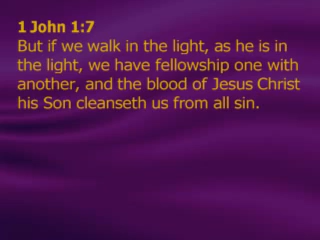 1 John 1:7
But if we walk in the light, as he is in
the light, we have fellowship one with
another, and the blood of Jesus Christ
his Son cleanseth us from all sin.